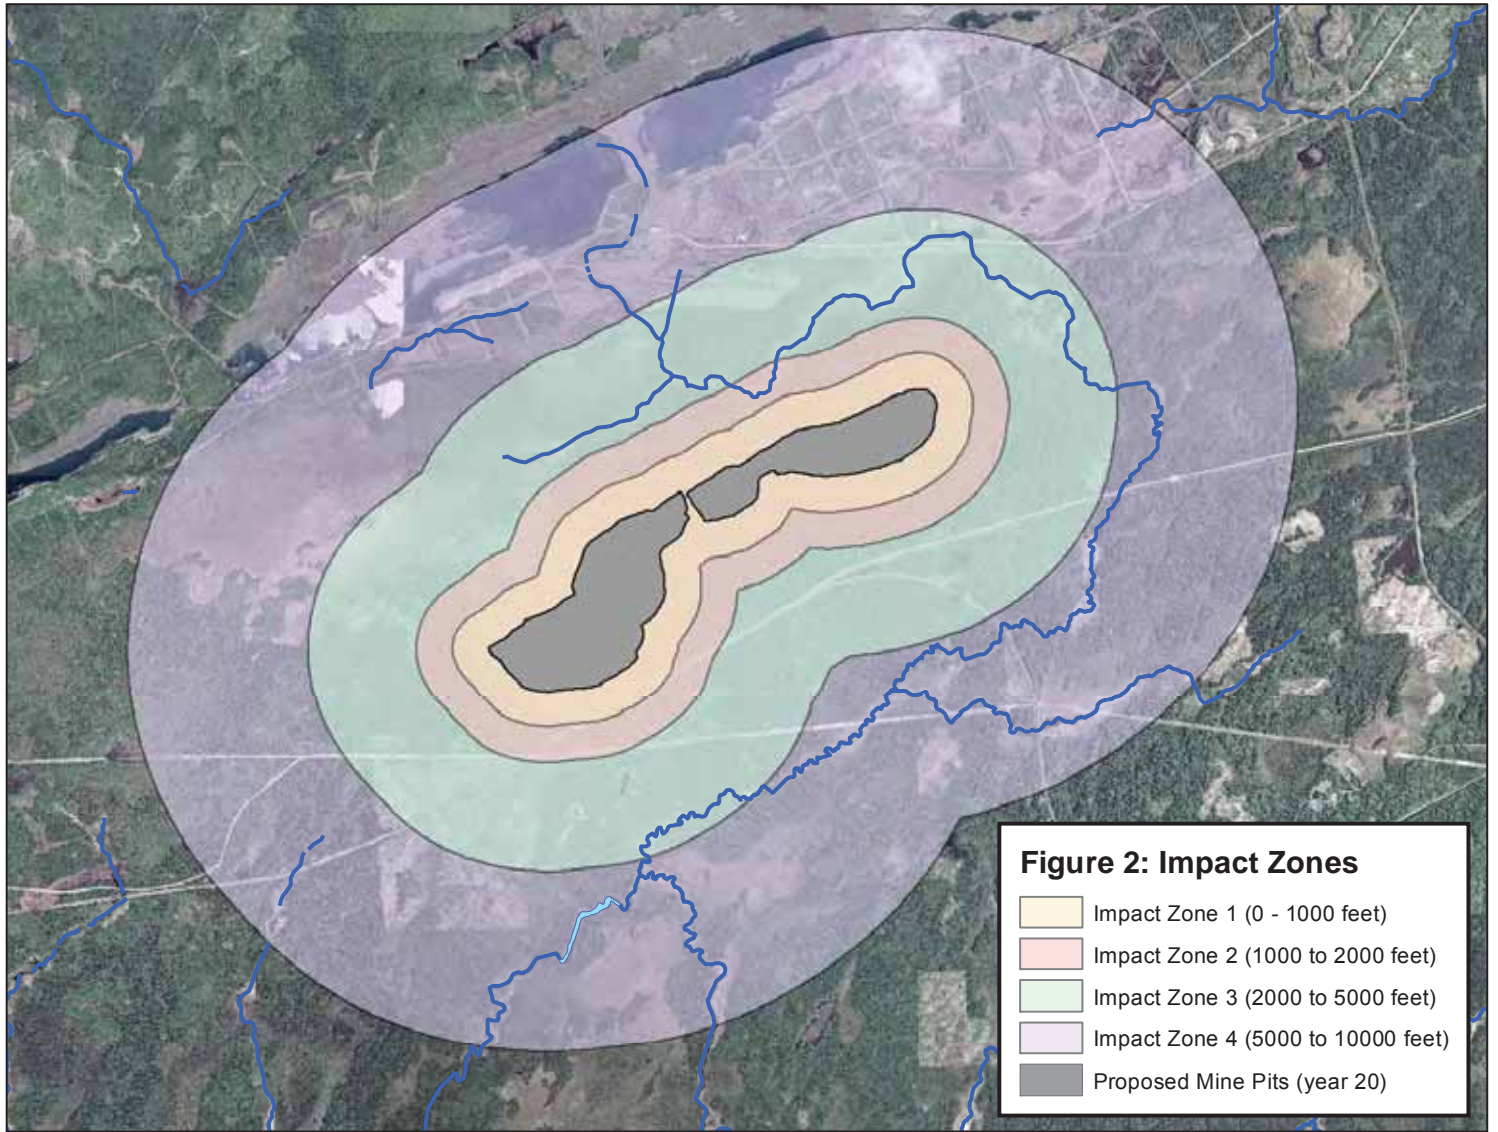 Figure 2: Impact Zones
Impact Zone 1 (0 - 1000 feet)
Impact Zone 2 (1000 to 2000 feet)
Impact Zone 3 (2000 to 5000 feet)
Impact Zone 4 (5000 to 10000 feet)
Proposed Mine Pits (year 20)